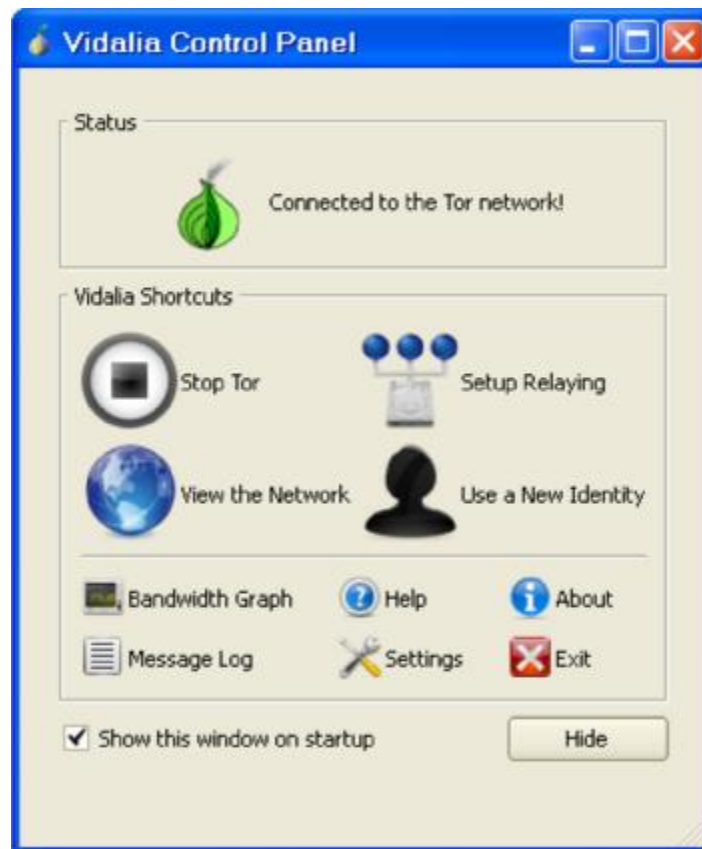 Vidalia Control Panel
Status
Connected to the Tor network!
Vidalia Shortcuts
Stop Tor
Setup Relaying
View the Network
Use a New Identity
Bandwidth Graph
Help
About
Message Log
Settings
Exit
Show this window on startup
Hide